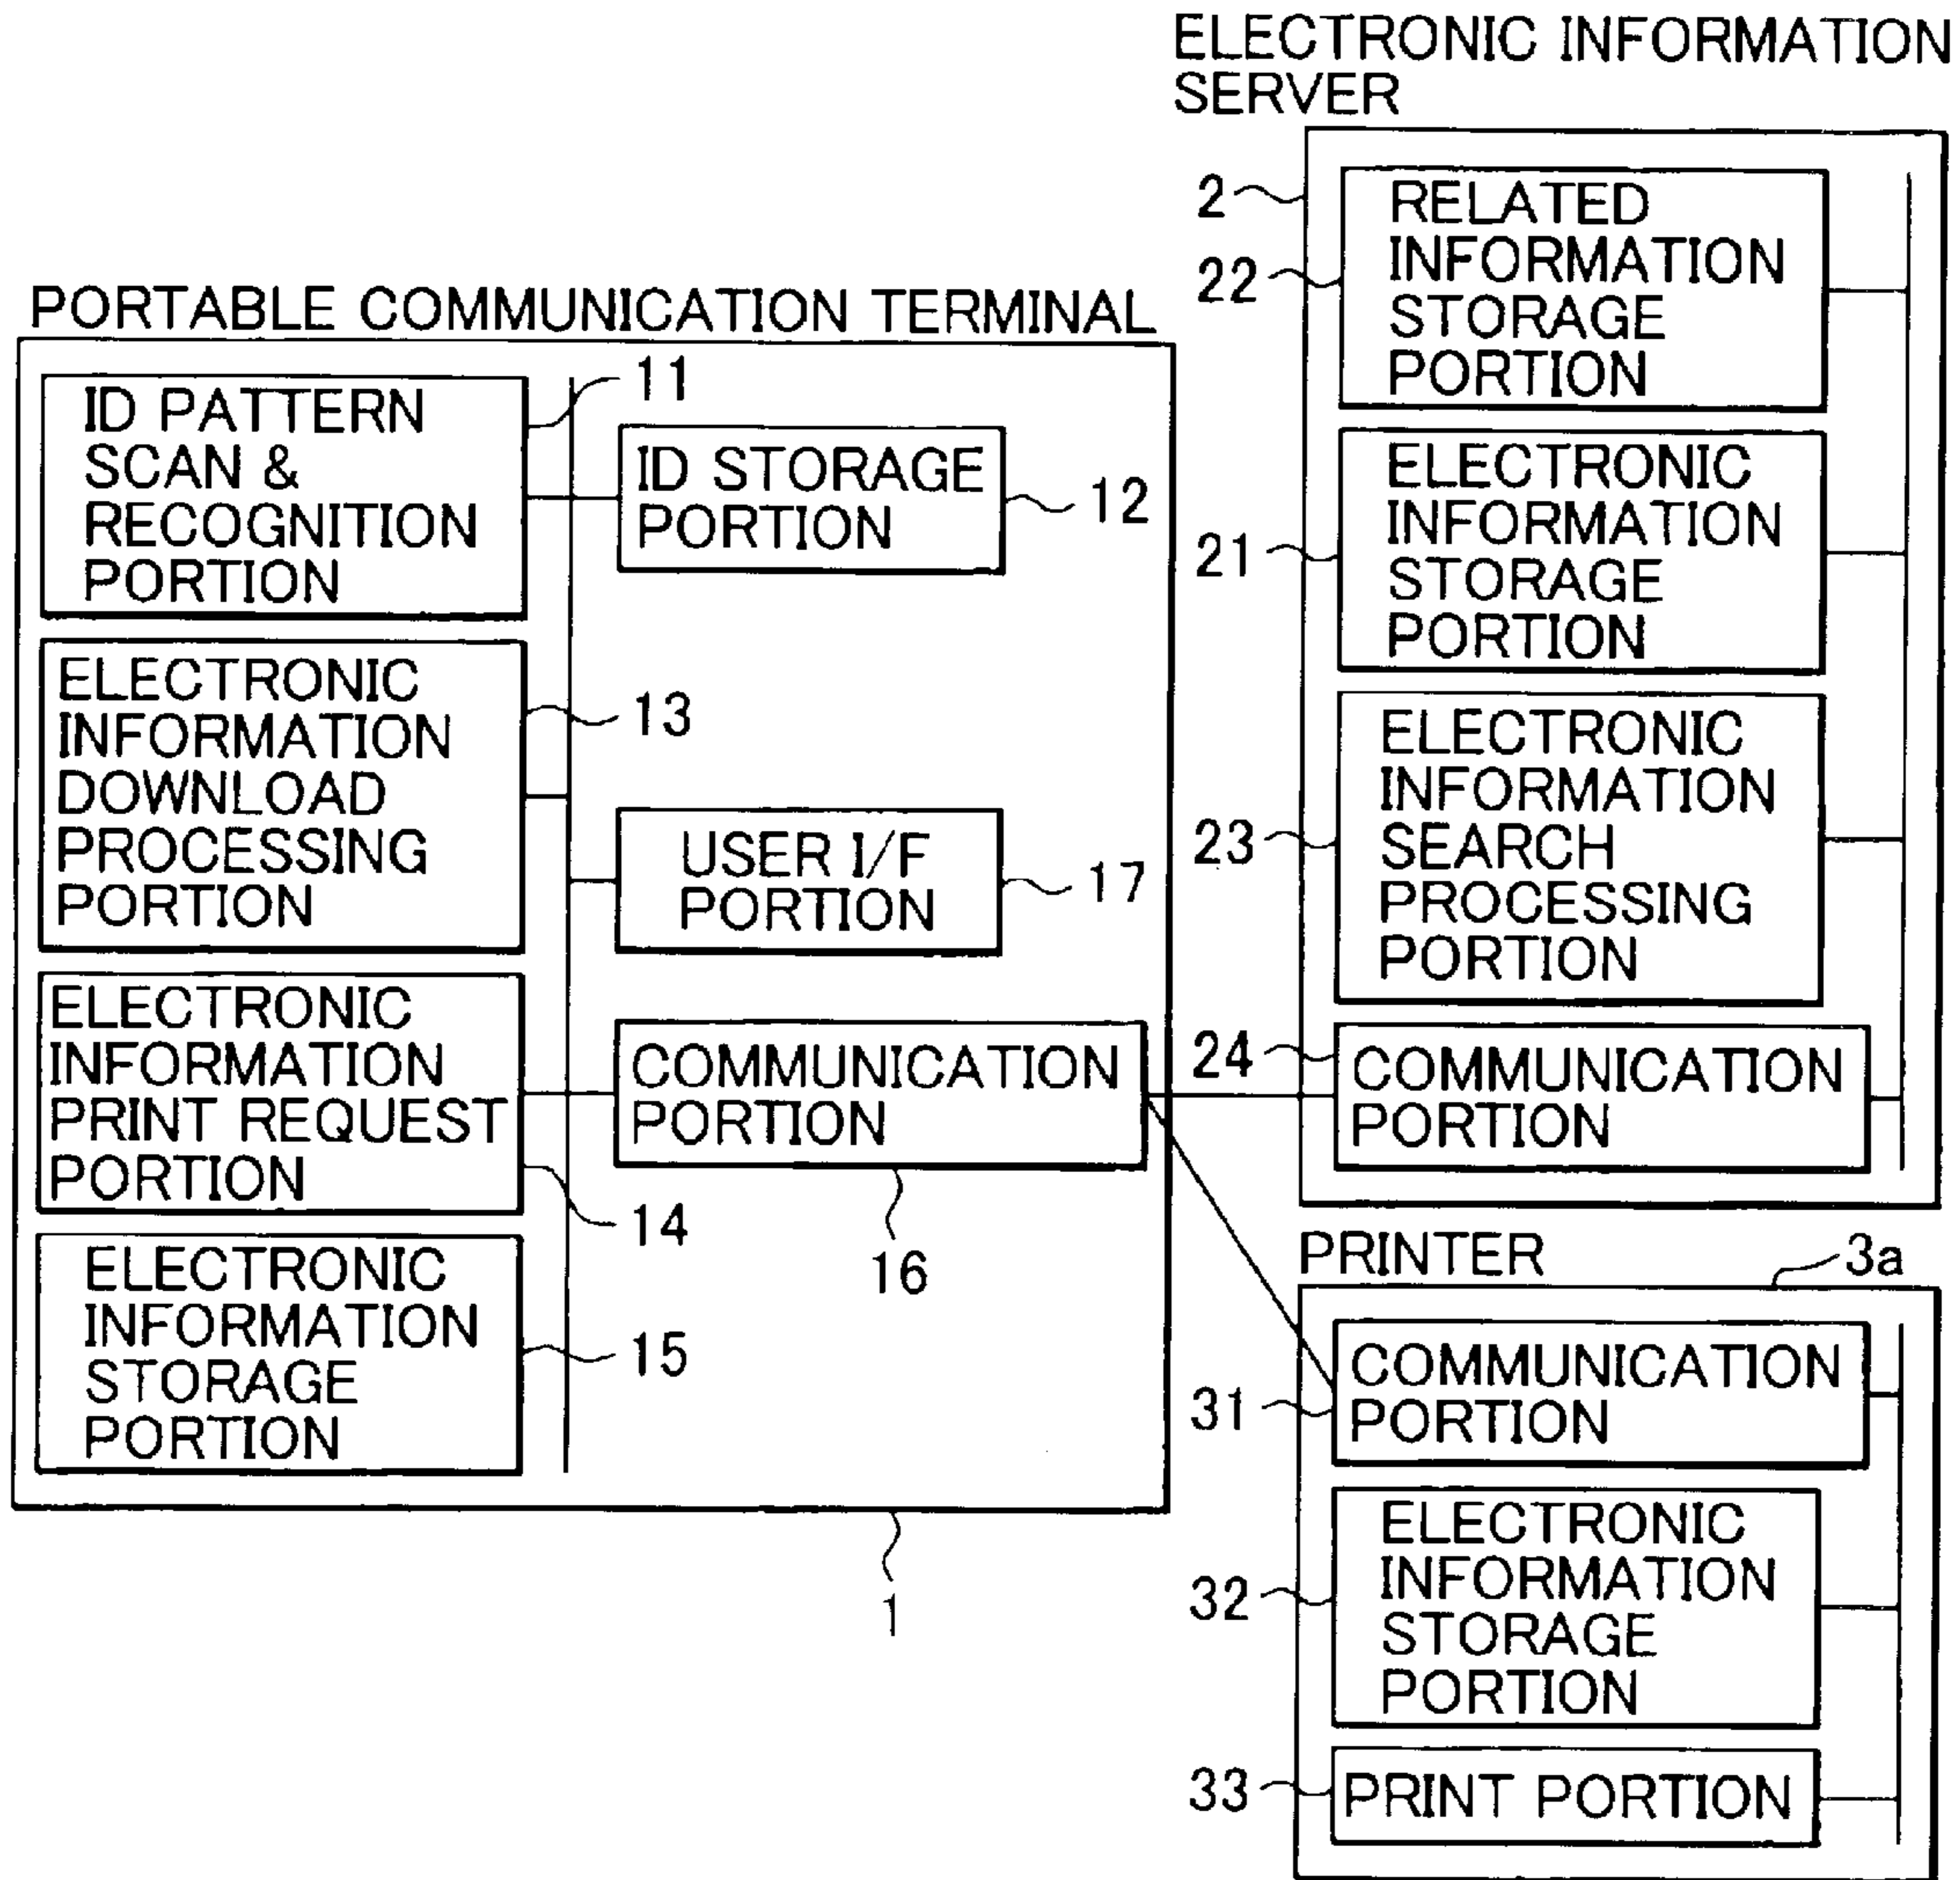 ELECTRONIC INFORMATION
SERVER
2
RELATED
INFORMATION
STORAGE
PORTION
22
ELECTRONIC
INFORMATION
STORAGE
PORTION
21
ELECTRONIC
INFORMATION
SEARCH
PROCESSING
PORTION
23
24
COMMUNICATION
PORTION
PORTABLE COMMUNICATION TERMINAL
ID PATTERN
SCAN &
RECOGNITION
PORTION
11
ID STORAGE
PORTION
12
ELECTRONIC
INFORMATION
DOWNLOAD
PROCESSING
PORTION
13
USER I/F
PORTION
17
ELECTRONIC
INFORMATION
PRINT REQUEST
PORTION
14
COMMUNICATION
PORTION
16
ELECTRONIC
INFORMATION
STORAGE
PORTION
15
1
PRINTER
3a
COMMUNICATION
PORTION
31
ELECTRONIC
INFORMATION
STORAGE
PORTION
32
33
PRINT PORTION